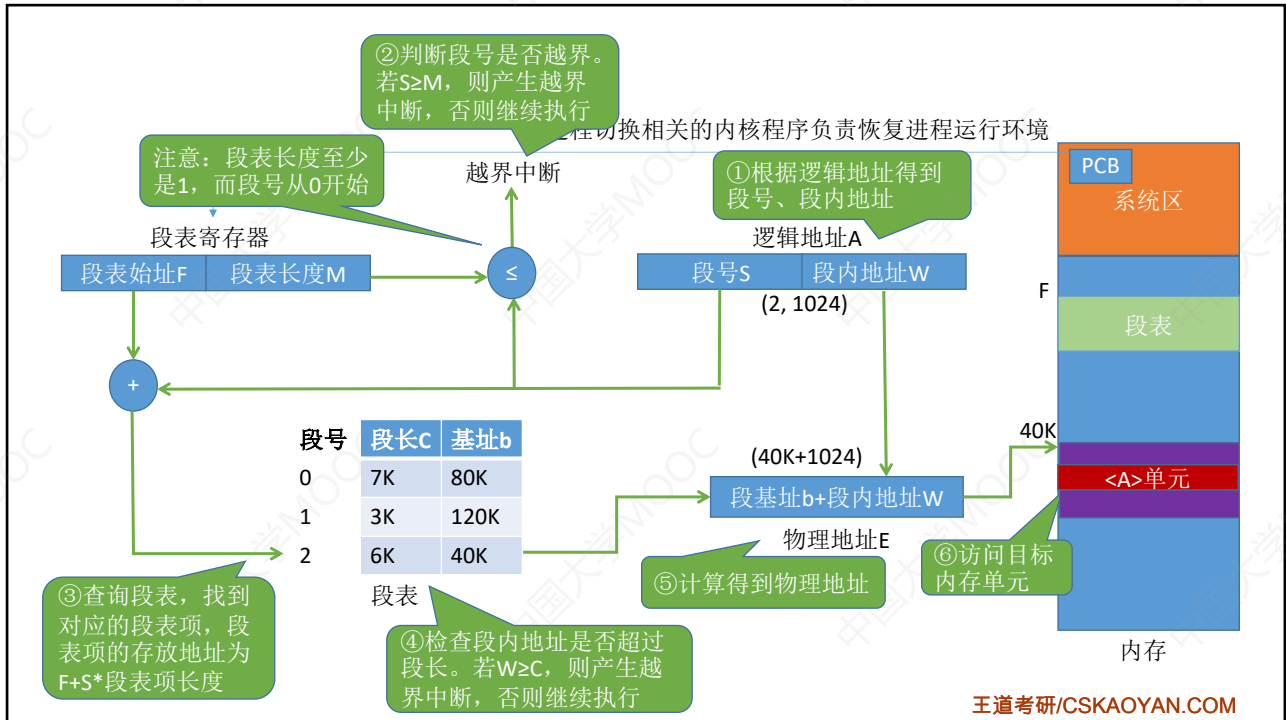 ②判断段号是否越界。
若S≥M，则产生越界
中断，否则继续执行
程切换相关的内核程序负责恢复进程运行环境
注意：段表长度至少
是1，而段号从0开始
越界中断
①根据逻辑地址得到
段号、段内地址
PCB
系统区
段表寄存器
逻辑地址A
段表始址F
段表长度M
≤
段号S
段内地址W
(2, 1024)
F
段表
+
段号
段长C
基址b
0
7K
80K
1
3K
120K
2
6K
40K
段表
(40K+1024)
段基址b+段内地址W
物理地址E
40K
<A>单元
⑥访问目标
内存单元
⑤计算得到物理地址
③查询段表，找到
对应的段表项，段
表项的存放地址为
F+S*段表项长度
④检查段内地址是否超过
段长。若W≥C，则产生越
界中断，否则继续执行
内存
王道考研/CSKAOYAN.COM
中国大学MOOC